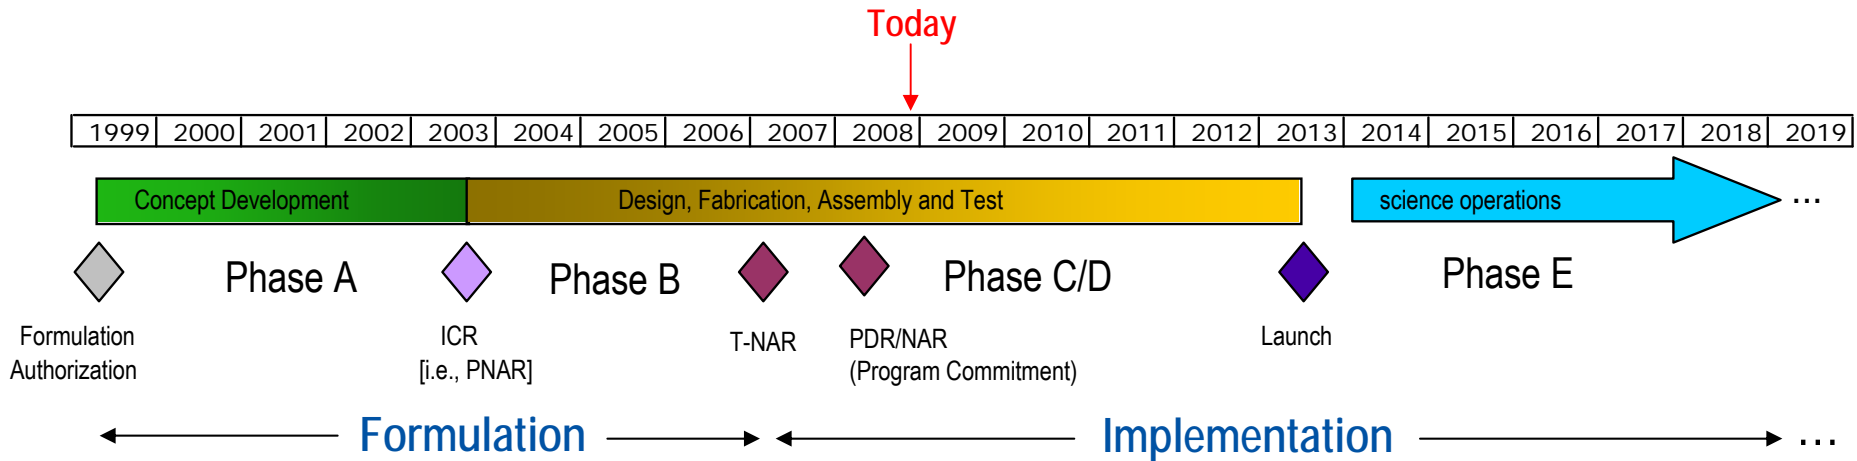 Today
1999 2000 2001 2002 2003 2004 2005 2006 2007 2008 2009 2010 2011 2012 2013 2014 2015 2016 2017 2018 2019
Concept Development Design, Fabrication, Assembly and Test science operations ...
Phase A Phase B Phase C/D Phase E
Formulation
Authorization
ICR
[i.e., PNAR]
T-NAR
PDR/NAR
(Program Commitment)
Launch
Formulation Implementation ...